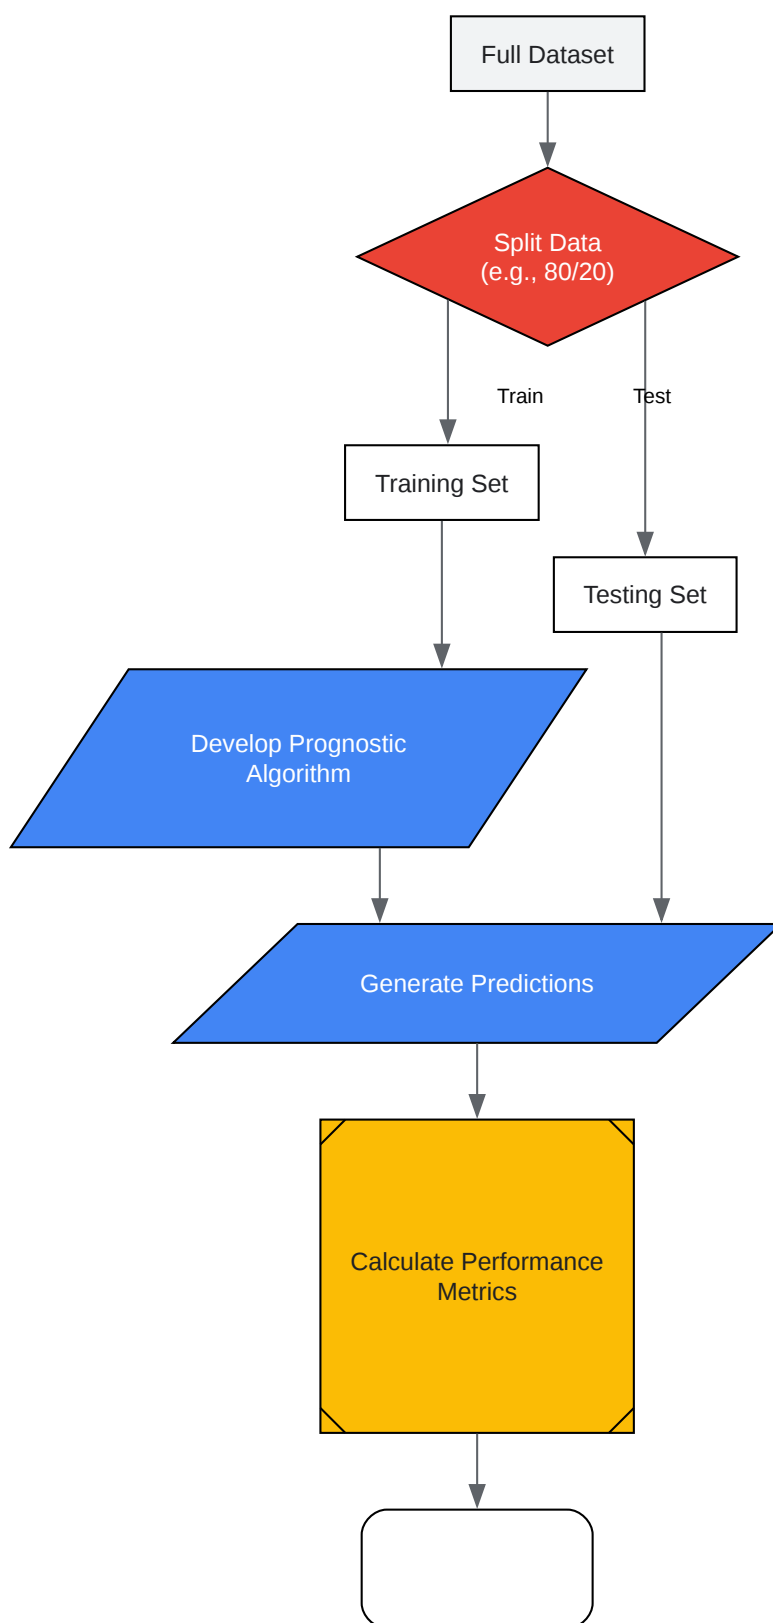 Full Dataset
Split Data
(e.g., 80/20)
Train
Test
Training Set
Testing Set
Develop Prognostic
Algorithm
Generate Predictions
Calculate Performance
Metrics